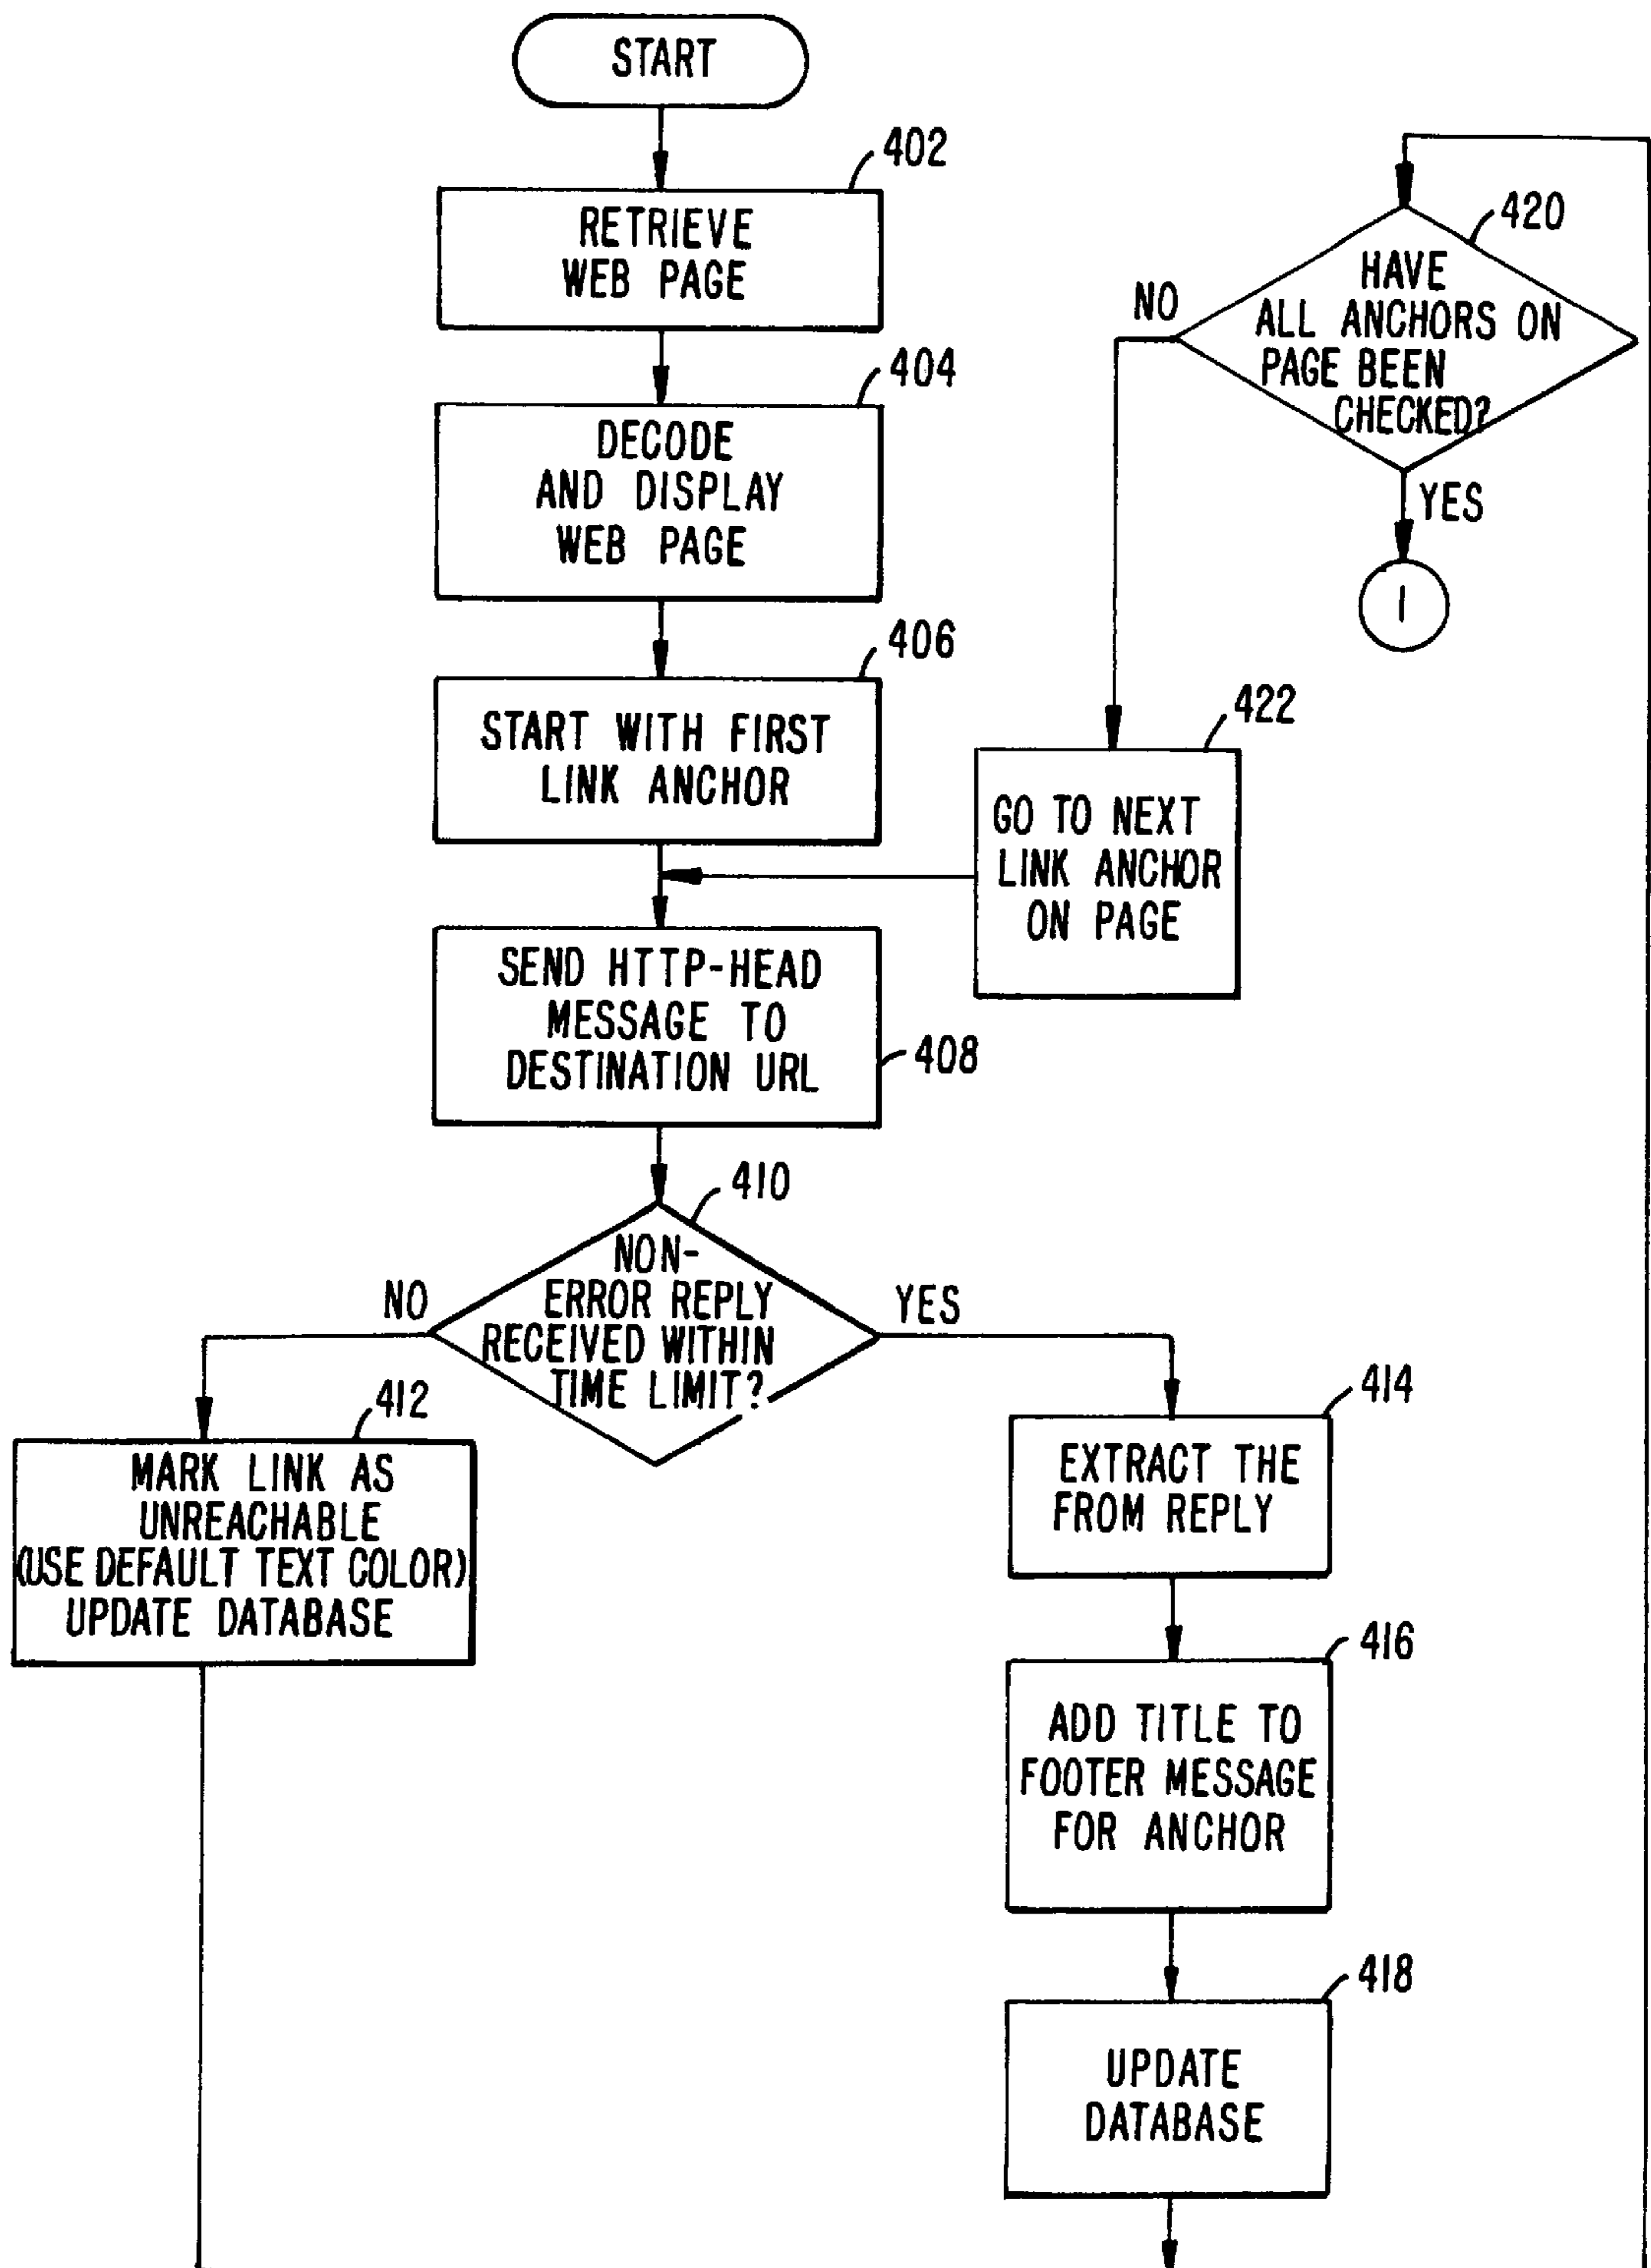 START
402
RETRIEVE
WEB PAGE
404
DECODE
AND DISPLAY
WEB PAGE
406
START WITH FIRST
LINK ANCHOR
SEND HTTP-HEAD
MESSAGE TO
DESTINATION URL
408
410
NON-
ERROR REPLY
RECEIVED WITHIN
TIME LIMIT?
NO
YES
412
MARK LINK AS
UNREACHABLE
(USE DEFAULT TEXT COLOR)
UPDATE DATABASE
414
EXTRACT THE
FROM REPLY
416
ADD TITLE TO
FOOTER MESSAGE
FOR ANCHOR
418
UPDATE
DATABASE
420
HAVE
ALL ANCHORS ON
PAGE BEEN
CHECKED?
NO
YES
1
422
GO TO NEXT
LINK ANCHOR
ON PAGE